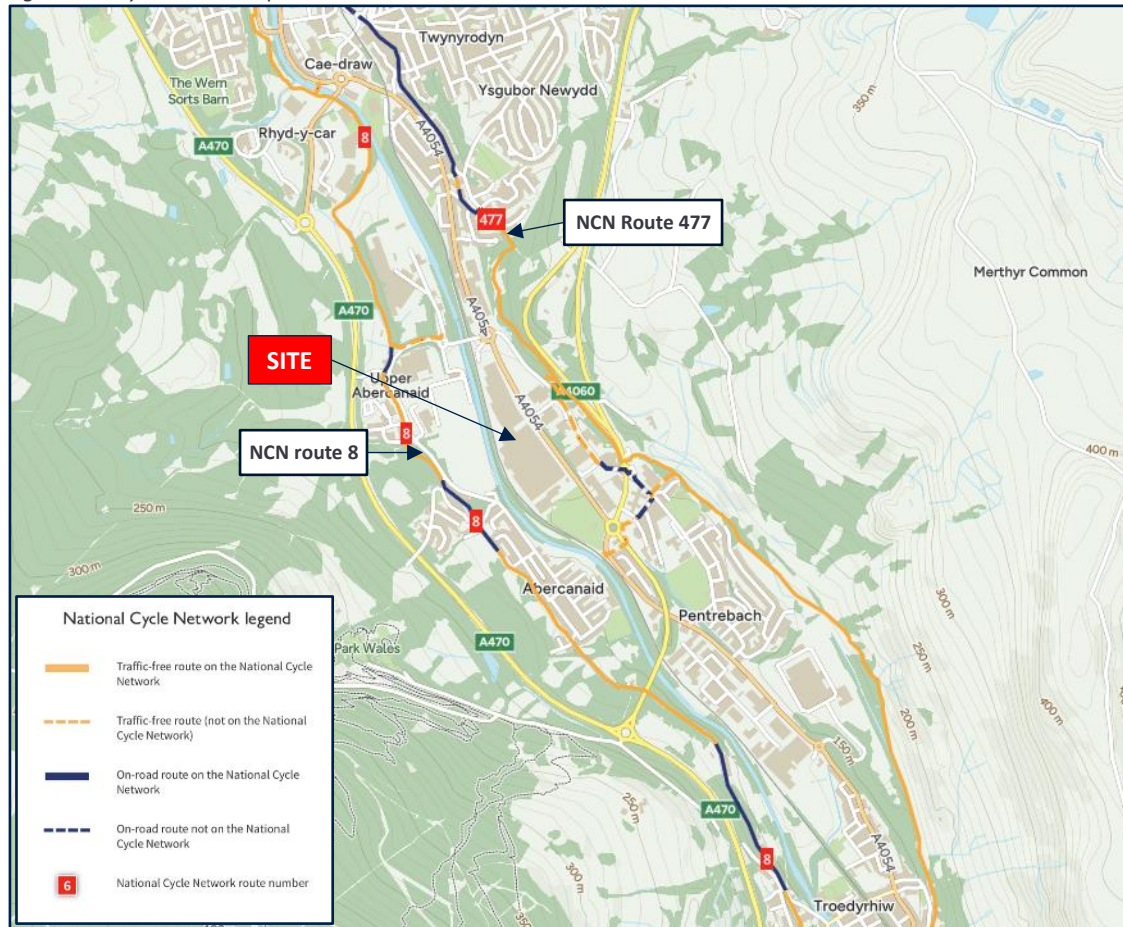 Twynyrodyn
Cae-draw
The Wern
Sorts Barn
Ysgubor Newydd
350 m
Rhyd-y-car
8
A470
A4054
477
NCN Route 477
Merthyr Common
A470
A4054
SITE
Upper
Abercanaid
A4060
A4054
8
NCN route 8
400 m
250 m
8
300 m
Abercanaid
Pentrebach
National Cycle Network legend
Traffic-free route on the National Cycle
Network
Traffic-free route (not on the National
Cycle Network)
On-road route on the National Cycle
Network
On-road route not on the National
Cycle Network
6
National Cycle Network route number
Park Wales
A470
300 m
250 m
200 m
400 m
150 m
250 m
A470
A4054
8
300 m
350
Troedyrhiw